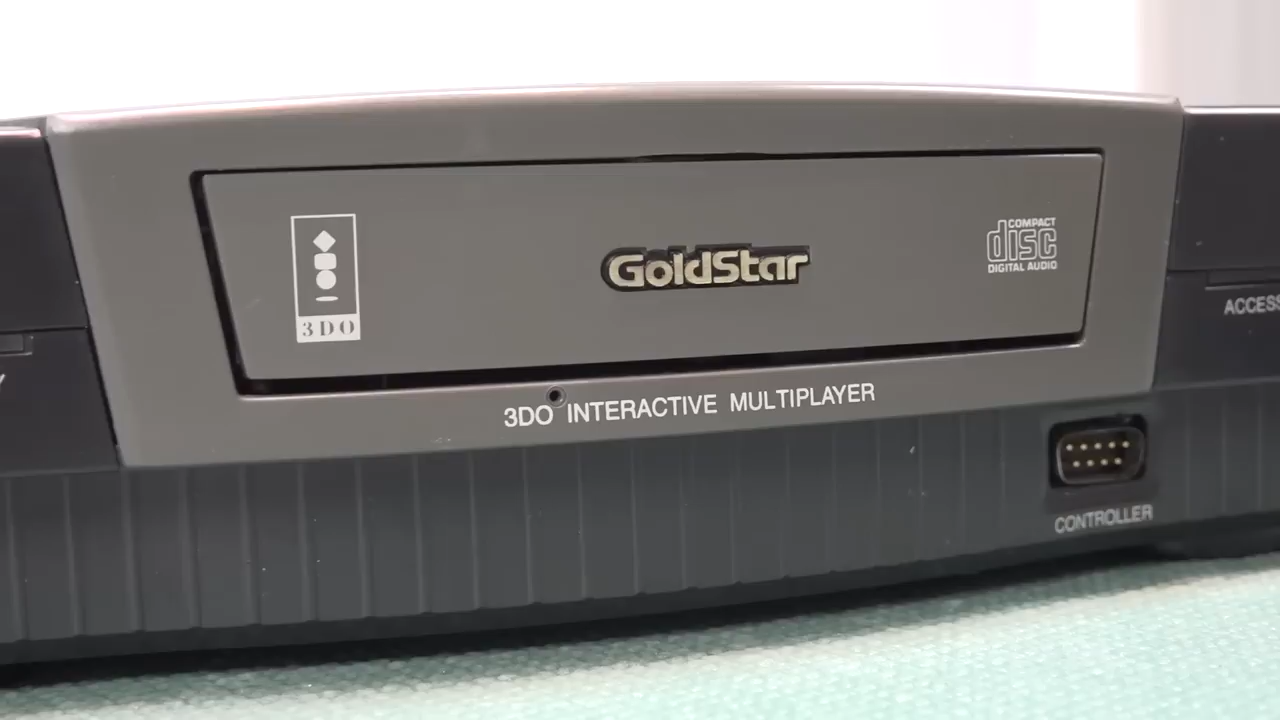 GoldStar
COMPACT
disc
DIGITAL AUDIO
3DO
3DO INTERACTIVE MULTIPLAYER
CONTROLLER